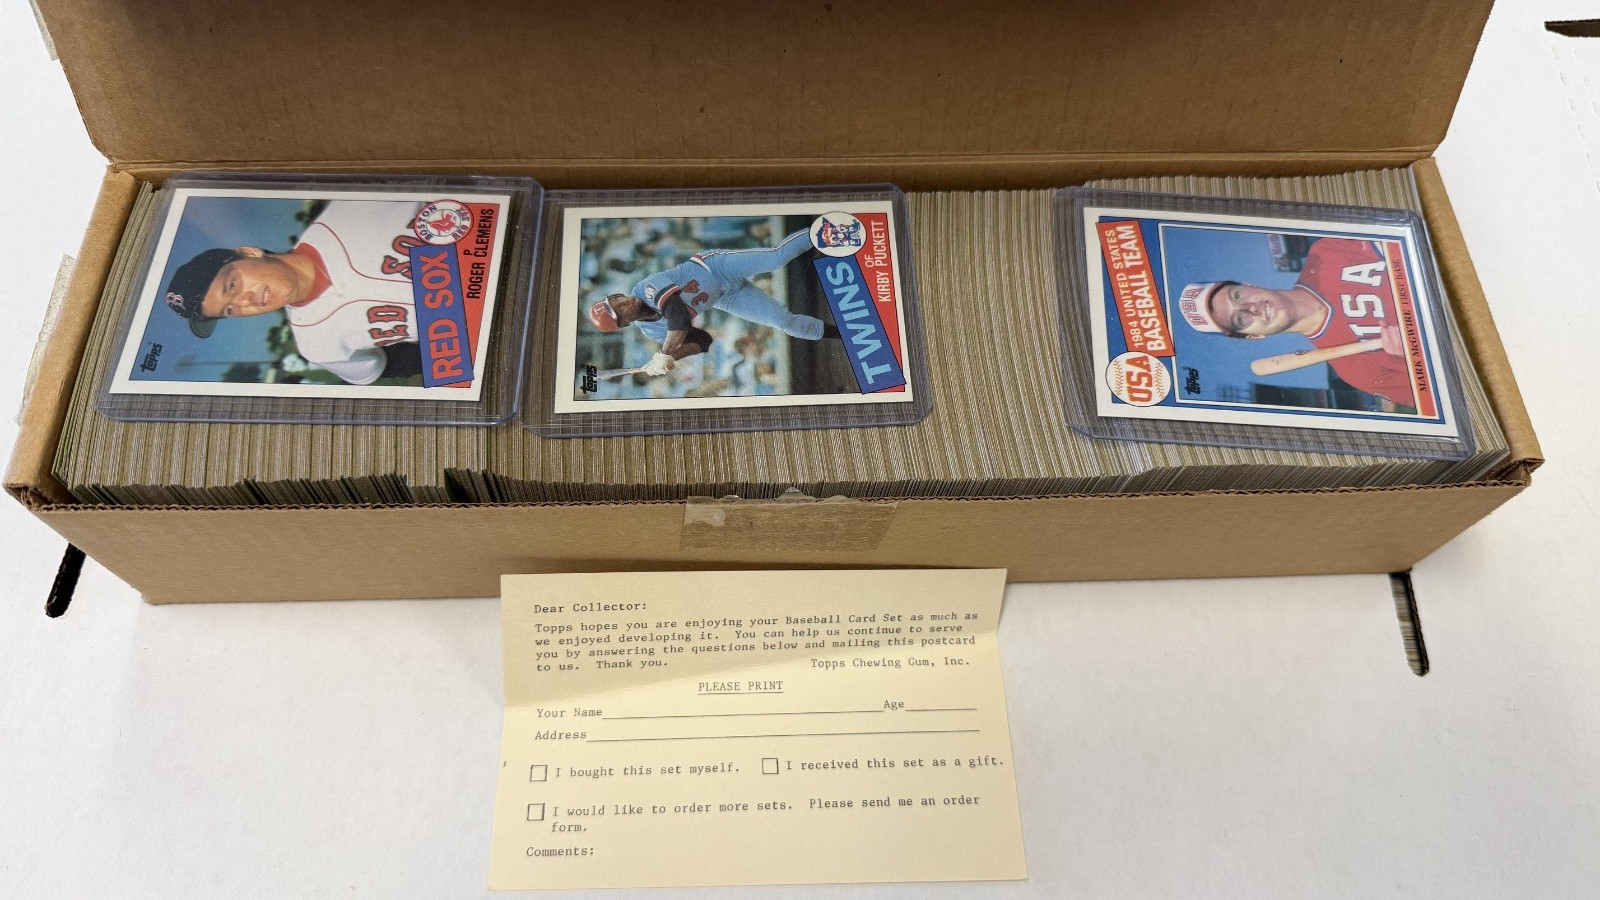 Topps
RED SOX
BOSTON RED SOX
P
ROGER CLEMENS
Topps
TWINS
OF
KIRBY PUCKETT
1984 UNITED STATES
BASEBALL TEAM
USA
Topps
USA
USA
MARK McGWIRE FIRST BASE
Dear Collector:
Topps hopes you are enjoying your Baseball Card Set as much as
we enjoyed developing it. You can help us continue to serve
you by answering the questions below and mailing this postcard
to us. Thank you. Topps Chewing Gum, Inc.
PLEASE PRINT
Your Name Age
Address
I bought this set myself. I received this set as a gift.
I would like to order more sets. Please send me an order
form.
Comments: